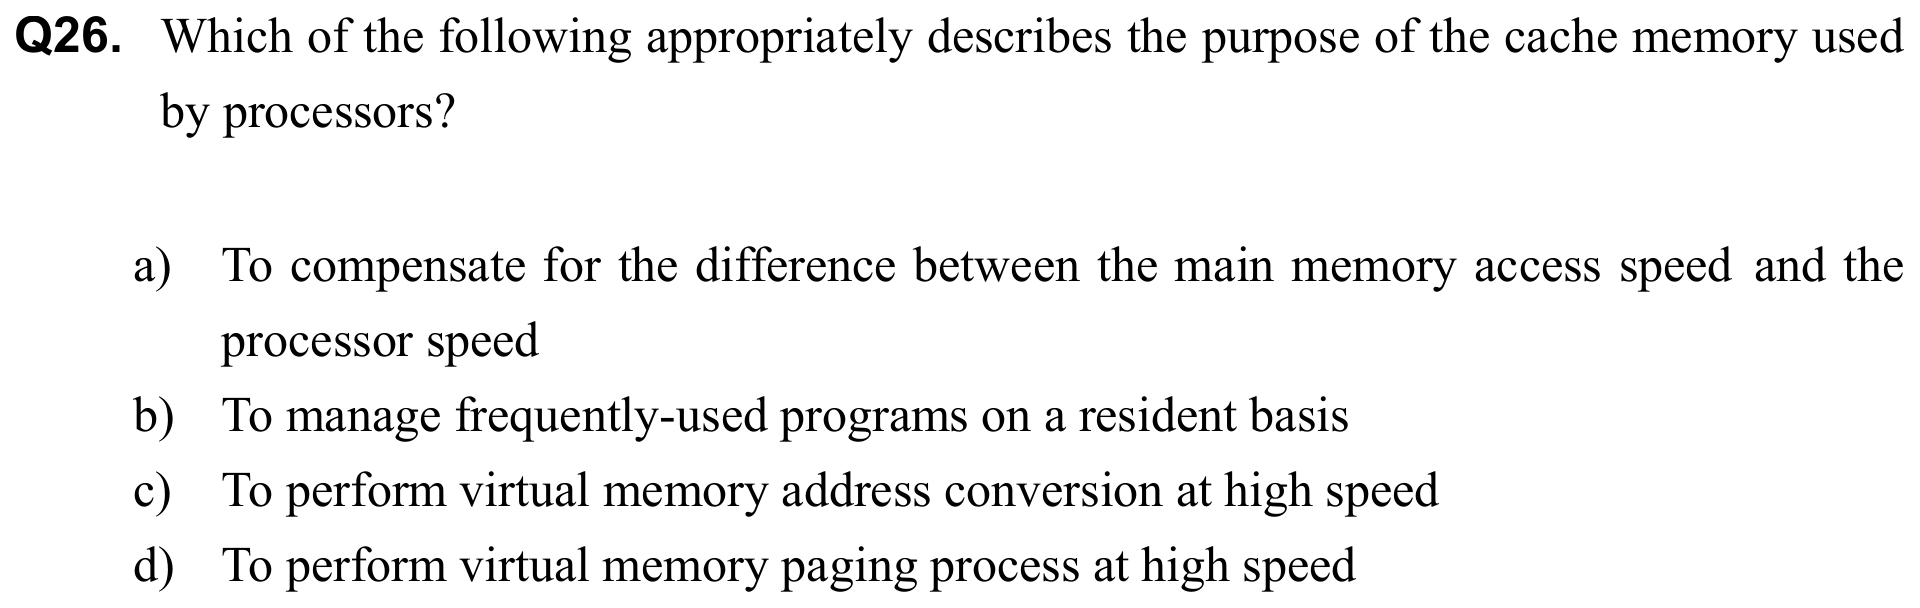 Q26. Which of the following appropriately describes the purpose of the cache memory used
by processors?
a) To compensate for the difference between the main memory access speed and the
processor speed
b) To manage frequently-used programs on a resident basis
c) To perform virtual memory address conversion at high speed
d) To perform virtual memory paging process at high speed